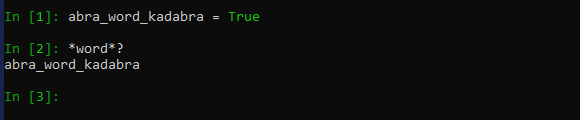 In [1]: abra_word_kadabra = True
In [2]: *word*?
abra_word_kadabra
In [3]: